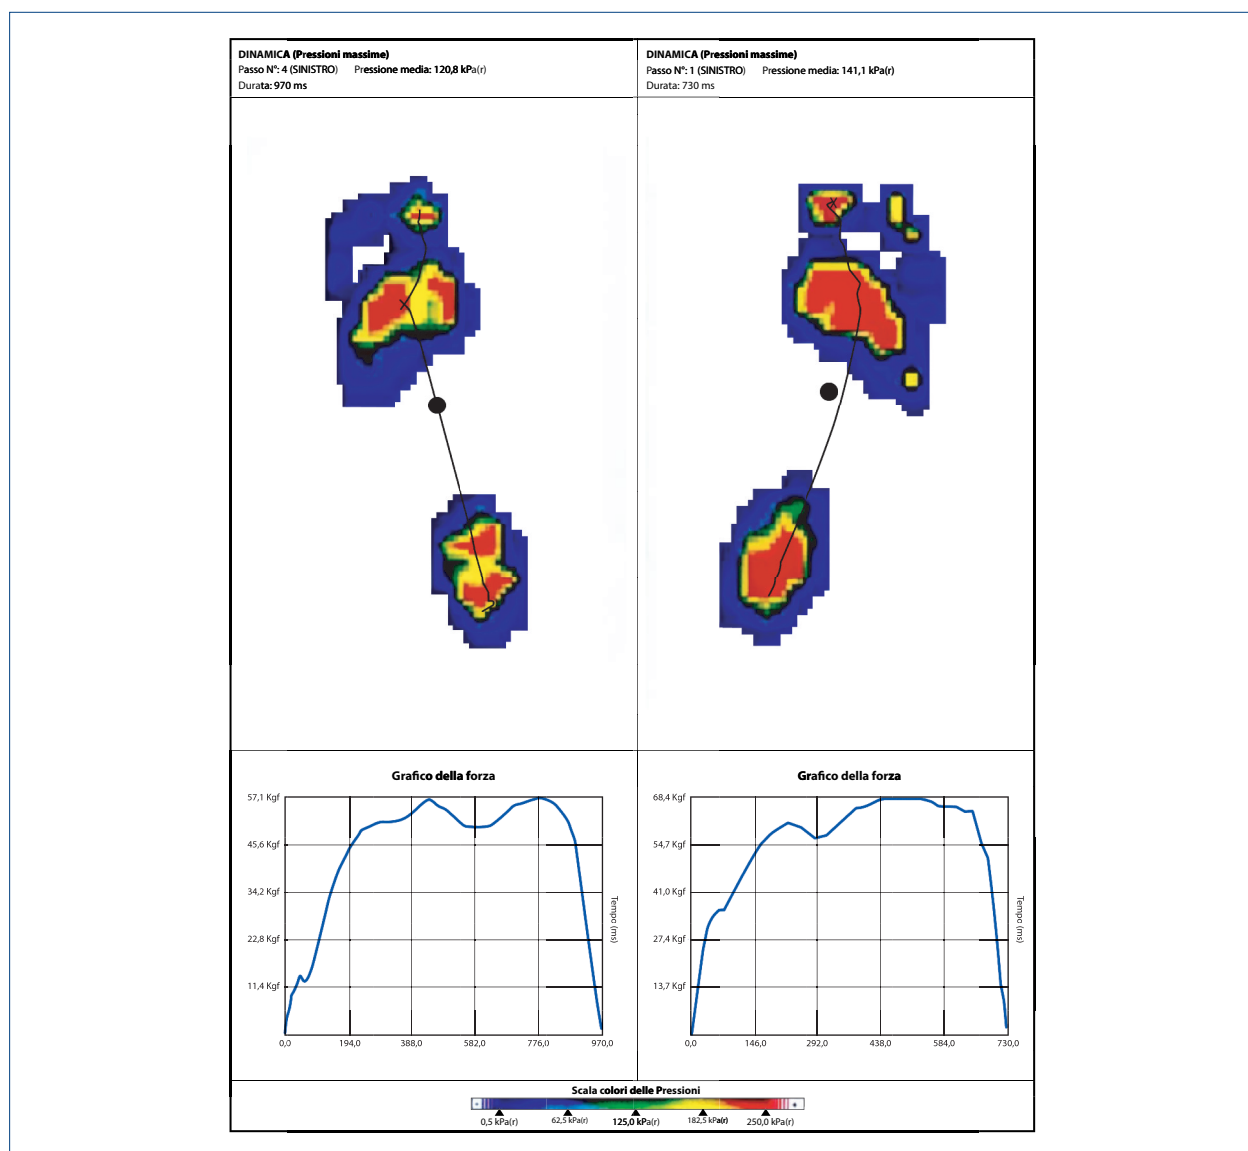 DINAMICA (Pressioni massime)
Passo N°: 4 (SINISTRO) Pressione media: 120,8 kPa(r)
Durata: 970 ms
DINAMICA (Pressioni massime)
Passo N°: 1 (SINISTRO) Pressione media: 141,1 kPa(r)
Durata: 730 ms
Grafico della forza
57,1 Kgf
45,6 Kgf
34,2 Kgf
22,8 Kgf
11,4 Kgf
0,0 194,0 388,0 582,0 776,0 970,0
Tempo (ms)
Grafico della forza
68,4 Kgf
54,7 Kgf
41,0 Kgf
27,4 Kgf
13,7 Kgf
0,0 146,0 292,0 438,0 584,0 730,0
Tempo (ms)
Scala colori delle Pressioni
0,5 kPa(r) 62,5 kPa(r) 125,0 kPa(r) 182,5 kPa(r) 250,0 kPa(r)